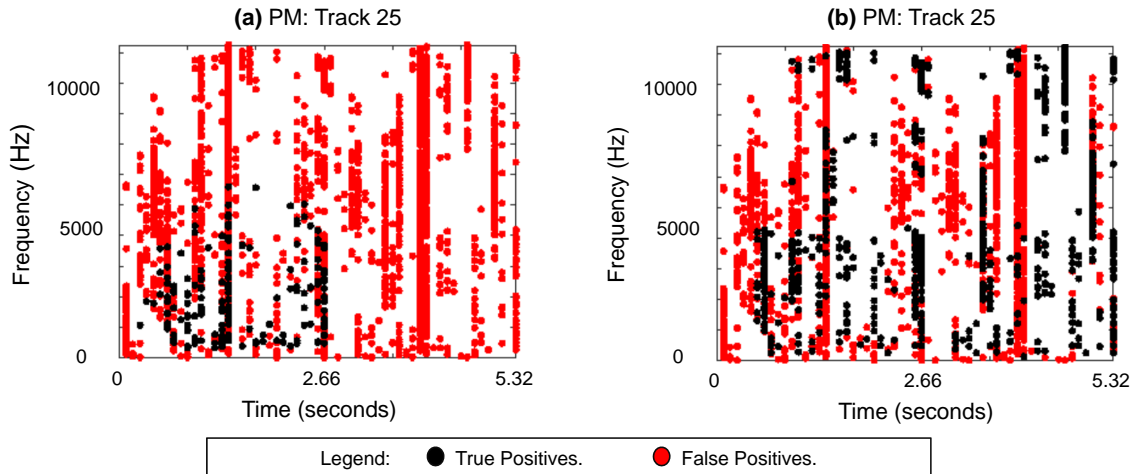 (a) PM: Track 25
(b) PM: Track 25
Frequency (Hz)
10000
5000
0
0
2.66
5.32
Time (seconds)
Frequency (Hz)
10000
5000
0
0
2.66
5.32
Time (seconds)
Legend: True Positives. False Positives.